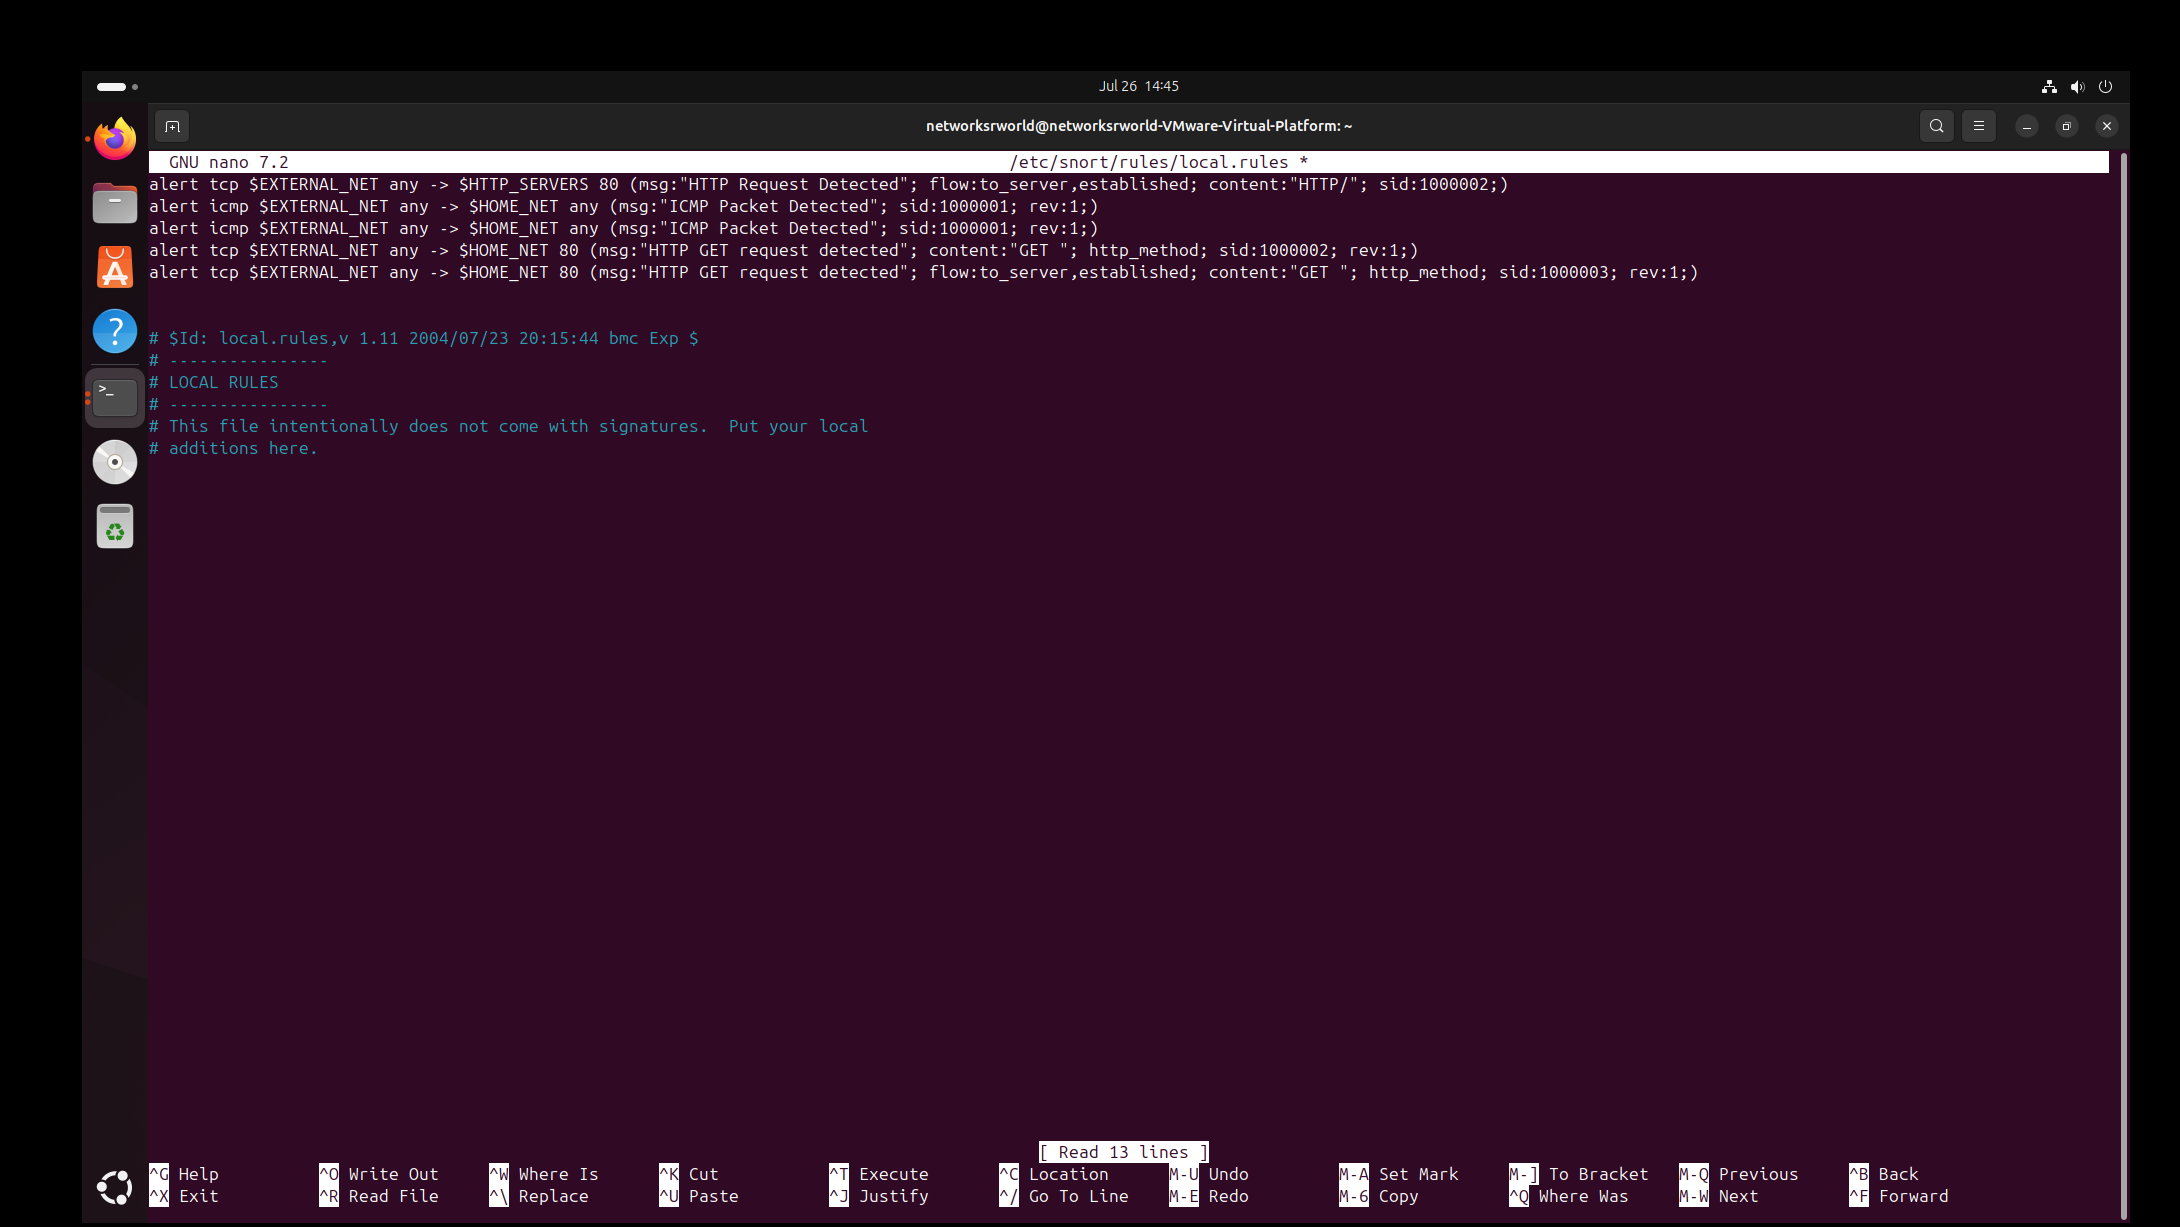 Jul 26 14:45
networksrworld@networksrworld-VMware-Virtual-Platform: ~
GNU nano 7.2 /etc/snort/rules/local.rules *
alert tcp $EXTERNAL_NET any -> $HTTP_SERVERS 80 (msg:"HTTP Request Detected"; flow:to_server,established; content:"HTTP/"; sid:1000002;)
alert icmp $EXTERNAL_NET any -> $HOME_NET any (msg:"ICMP Packet Detected"; sid:1000001; rev:1;)
alert icmp $EXTERNAL_NET any -> $HOME_NET any (msg:"ICMP Packet Detected"; sid:1000001; rev:1;)
alert tcp $EXTERNAL_NET any -> $HOME_NET 80 (msg:"HTTP GET request detected"; content:"GET "; http_method; sid:1000002; rev:1;)
alert tcp $EXTERNAL_NET any -> $HOME_NET 80 (msg:"HTTP GET request detected"; flow:to_server,established; content:"GET "; http_method; sid:1000003; rev:1;)
# $Id: local.rules,v 1.11 2004/07/23 20:15:44 bmc Exp $
# ----------------
# LOCAL RULES
# ----------------
# This file intentionally does not come with signatures.  Put your local
# additions here.
[ Read 13 lines ]
^G Help ^O Write Out ^W Where Is ^K Cut ^T Execute ^C Location M-U Undo M-A Set Mark M-] To Bracket M-Q Previous ^B Back
^X Exit ^R Read File ^\ Replace ^U Paste ^J Justify ^/ Go To Line M-E Redo M-6 Copy ^Q Where Was M-W Next ^F Forward